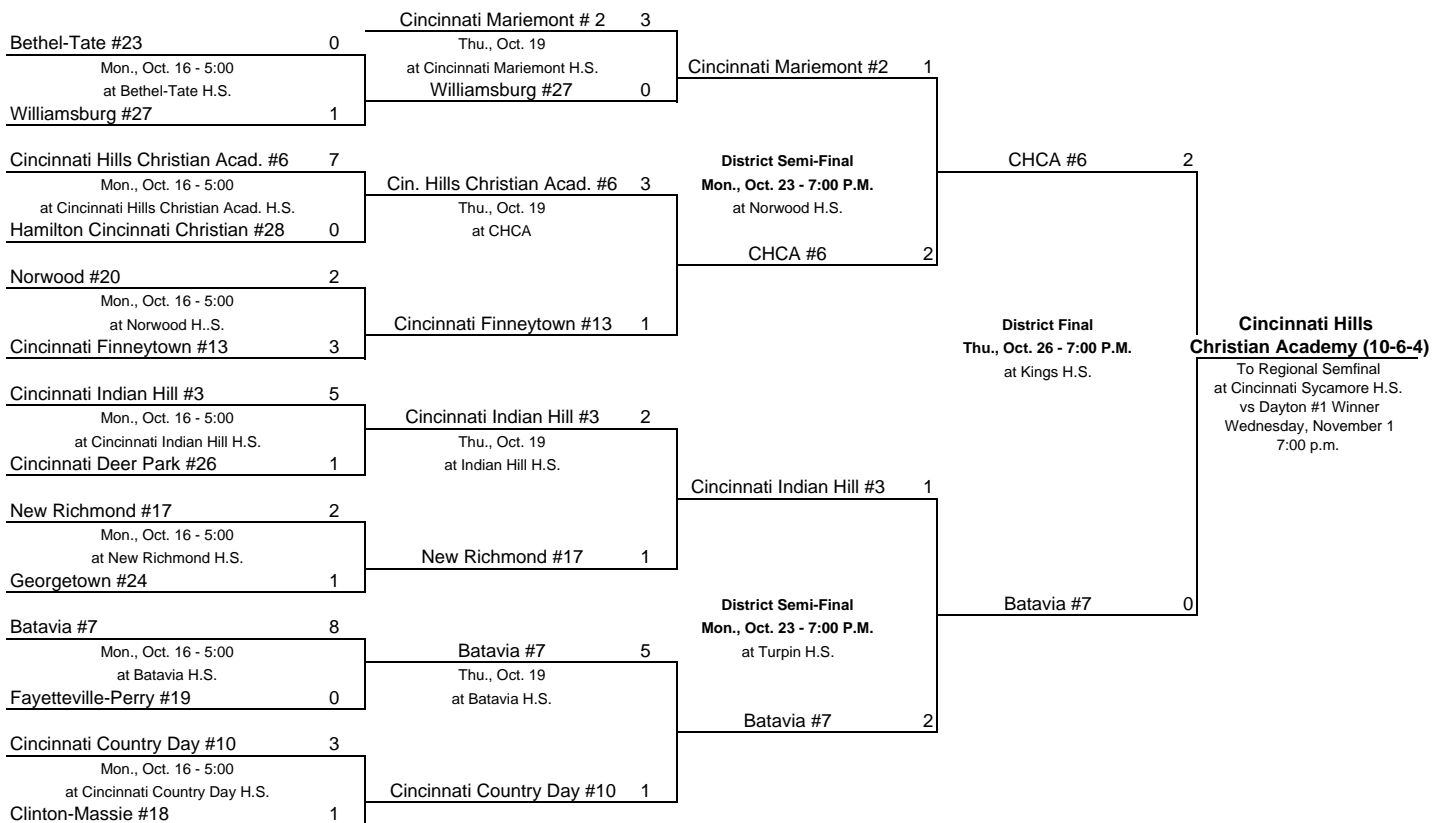 Cincinnati Mariemont # 2 3
Bethel-Tate #23 0
Thu., Oct. 19
Mon., Oct. 16 - 5:00
at Cincinnati Mariemont H.S.
Cincinnati Mariemont #2 1
at Bethel-Tate H.S.
Williamsburg #27 0
Williamsburg #27 1
Cincinnati Hills Christian Acad. #6 7
District Semi-Final
CHCA #6 2
Mon., Oct. 16 - 5:00
Cin. Hills Christian Acad. #6 3
Mon., Oct. 23 - 7:00 P.M.
at Cincinnati Hills Christian Acad. H.S.
Thu., Oct. 19
at Norwood H.S.
Hamilton Cincinnati Christian #28 0
at CHCA
CHCA #6 2
Norwood #20 2
Mon., Oct. 16 - 5:00
at Norwood H..S.
Cincinnati Finneytown #13 1
District Final
Cincinnati Hills
Cincinnati Finneytown #13 3
Thu., Oct. 26 - 7:00 P.M.
Christian Academy (10-6-4)
at Kings H.S.
To Regional Semfinal
at Cincinnati Sycamore H.S.
Cincinnati Indian Hill #3 5
vs Dayton #1 Winner
Mon., Oct. 16 - 5:00
Cincinnati Indian Hill #3 2
Wednesday, November 1
at Cincinnati Indian Hill H.S.
Thu., Oct. 19
7:00 p.m.
Cincinnati Deer Park #26 1
at Indian Hill H.S.
Cincinnati Indian Hill #3 1
New Richmond #17 2
Mon., Oct. 16 - 5:00
at New Richmond H.S.
New Richmond #17 1
Georgetown #24 1
District Semi-Final
Batavia #7 0
Batavia #7 8
Mon., Oct. 23 - 7:00 P.M.
Mon., Oct. 16 - 5:00
Batavia #7 5
at Turpin H.S.
at Batavia H.S.
Thu., Oct. 19
Fayetteville-Perry #19 0
at Batavia H.S.
Batavia #7 2
Cincinnati Country Day #10 3
Mon., Oct. 16 - 5:00
at Cincinnati Country Day H.S.
Cincinnati Country Day #10 1
Clinton-Massie #18 1